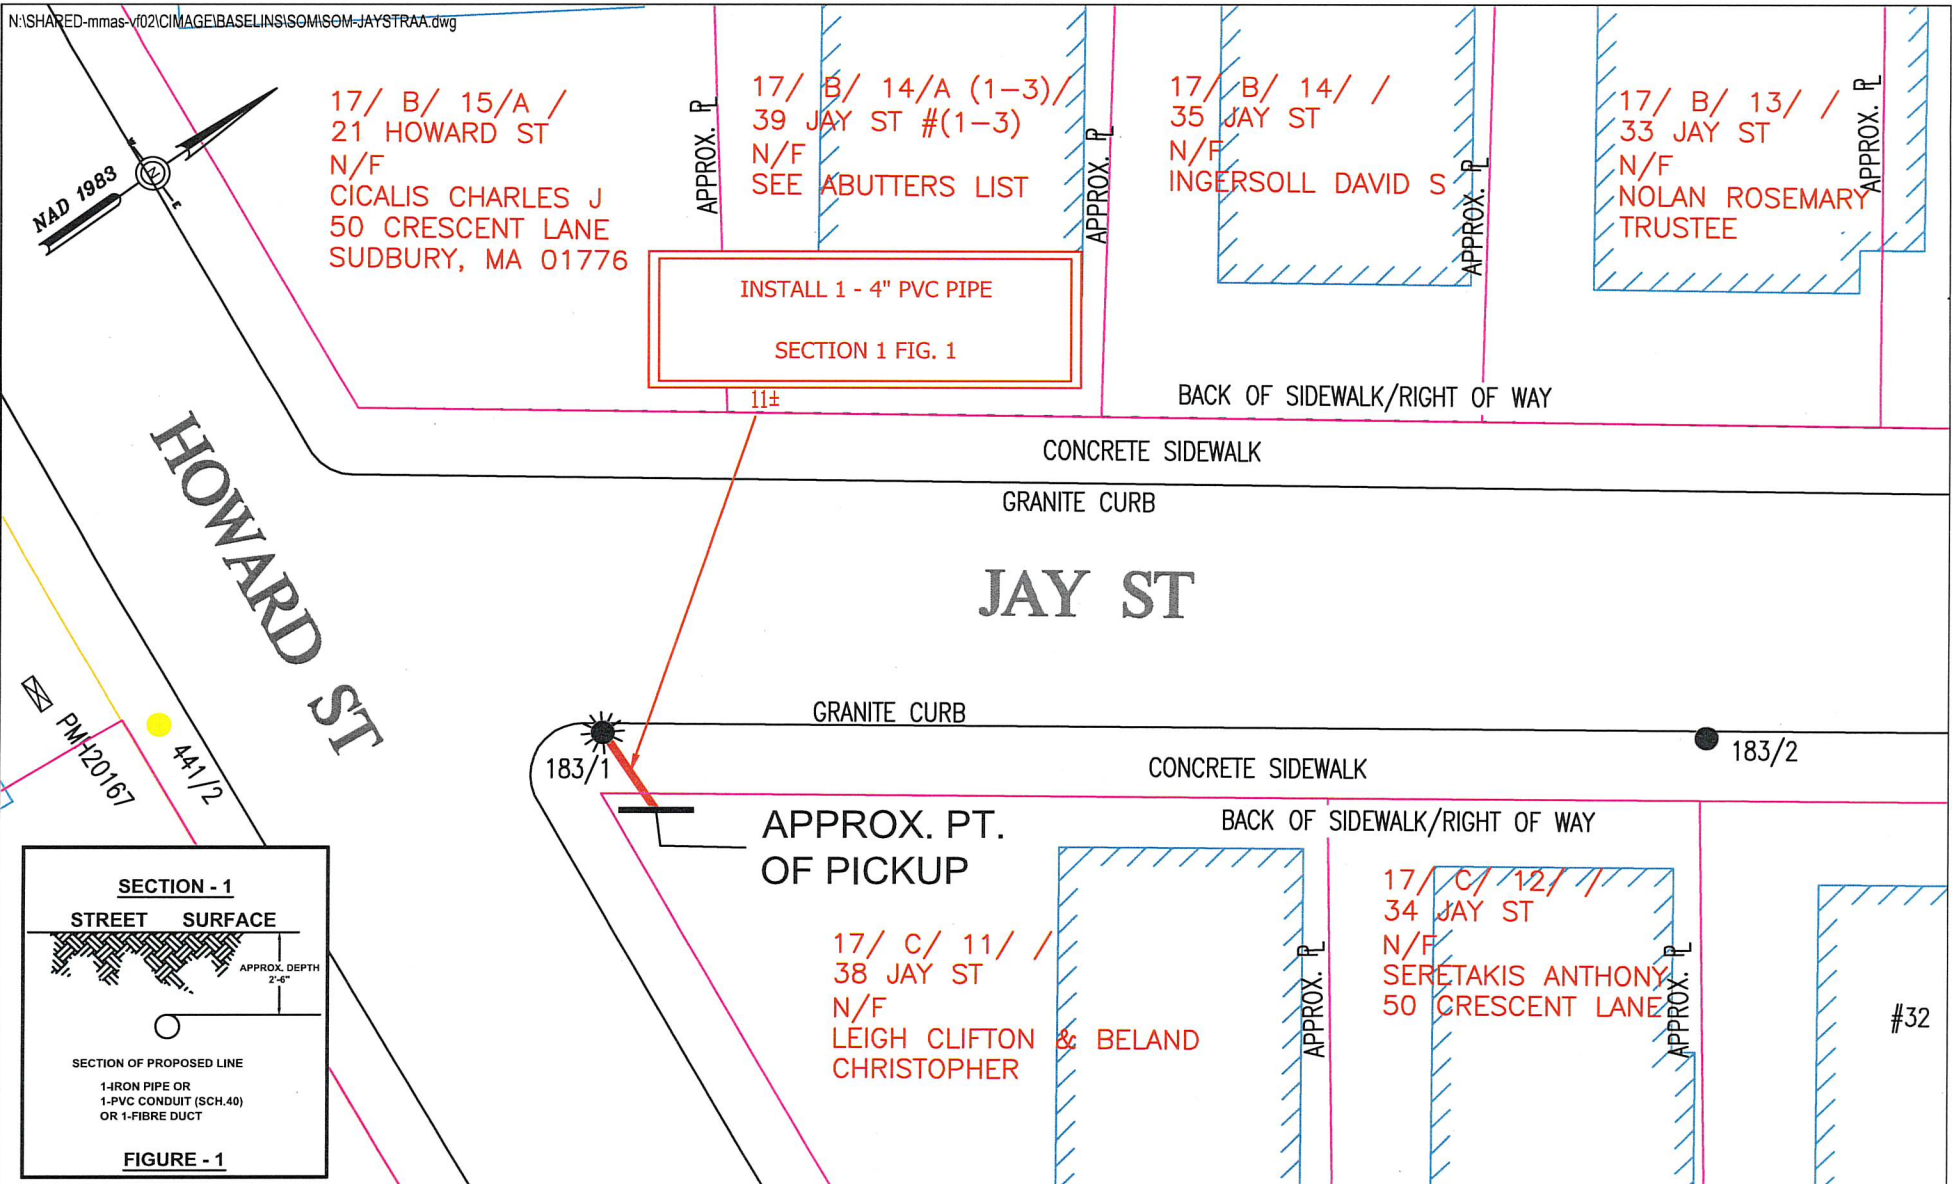 N:\SHARED-mmas-vf02\CIMAGE\BASELINS\SOM\SOM-JAYSTRAA.dwg
NAD 1983
N
E
17/ B/ 15/A /
21 HOWARD ST
N/F
CICALIS CHARLES J
50 CRESCENT LANE
SUDBURY, MA 01776
APPROX. PL
17/ B/ 14/A (1-3)/
39 JAY ST #(1-3)
N/F
SEE ABUTTERS LIST
APPROX. PL
17/ B/ 14/ /
35 JAY ST
N/F
INGERSOLL DAVID S
APPROX. PL
17/ B/ 13/ /
33 JAY ST
N/F
NOLAN ROSEMARY
TRUSTEE
APPROX. PL
INSTALL 1 - 4" PVC PIPE
SECTION 1 FIG. 1
11±
BACK OF SIDEWALK/RIGHT OF WAY
CONCRETE SIDEWALK
GRANITE CURB
HOWARD ST
JAY ST
GRANITE CURB
183/1
183/2
CONCRETE SIDEWALK
BACK OF SIDEWALK/RIGHT OF WAY
PMH20167
441/2
APPROX. PT.
OF PICKUP
17/ C/ 11/ /
38 JAY ST
N/F
LEIGH CLIFTON & BELAND
CHRISTOPHER
APPROX. PL
17/ C/ 12/ /
34 JAY ST
N/F
SERETAKIS ANTHONY
50 CRESCENT LANE
APPROX. PL
#32
SECTION - 1
STREET SURFACE
APPROX. DEPTH
2'-6"
SECTION OF PROPOSED LINE
1-IRON PIPE OR
1-PVC CONDUIT (SCH.40)
OR 1-FIBRE DUCT
FIGURE - 1